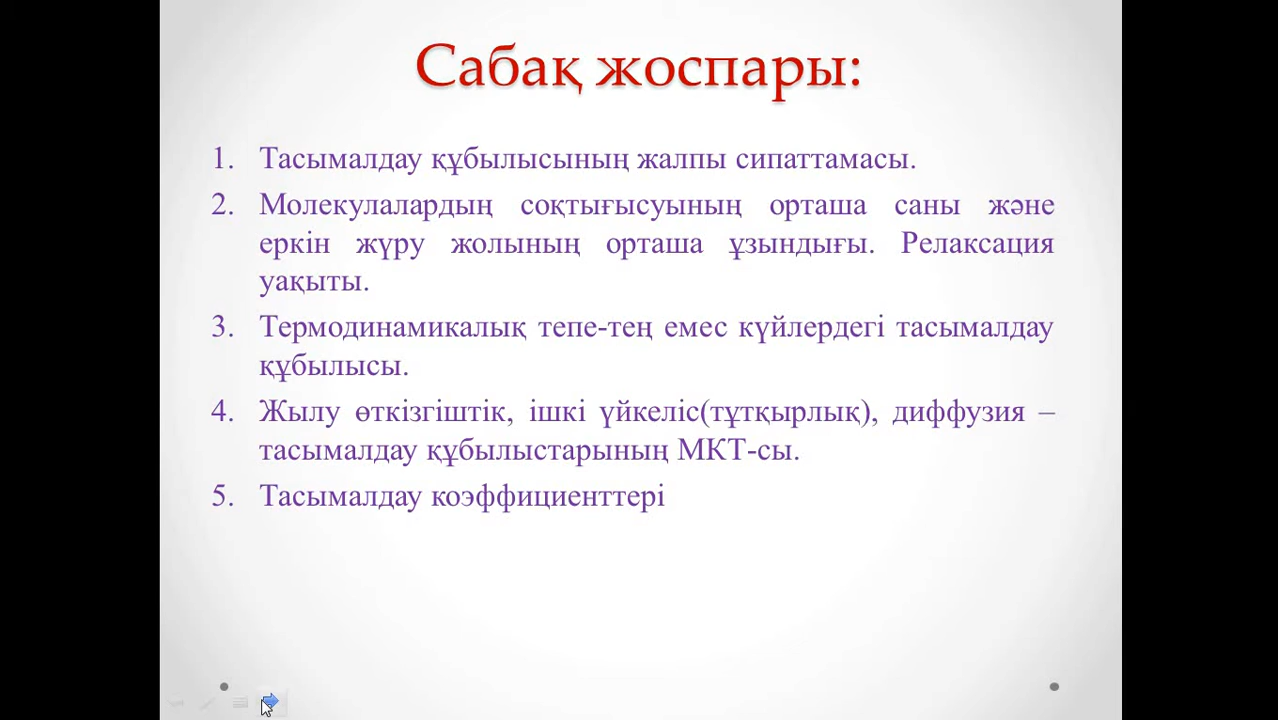 Сабақ жоспары:
1. Тасымалдау құбылысының жалпы сипаттамасы.
2. Молекулалардың соқтығысуының орташа саны және
еркін жүру жолының орташа ұзындығы. Релаксация
уақыты.
3. Термодинамикалық тепе-тең емес күйлердегі тасымалдау
құбылысы.
4. Жылу өткізгіштік, ішкі үйкеліс(тұтқырлық), диффузия –
тасымалдау құбылыстарының МКТ-сы.
5. Тасымалдау коэффициенттері